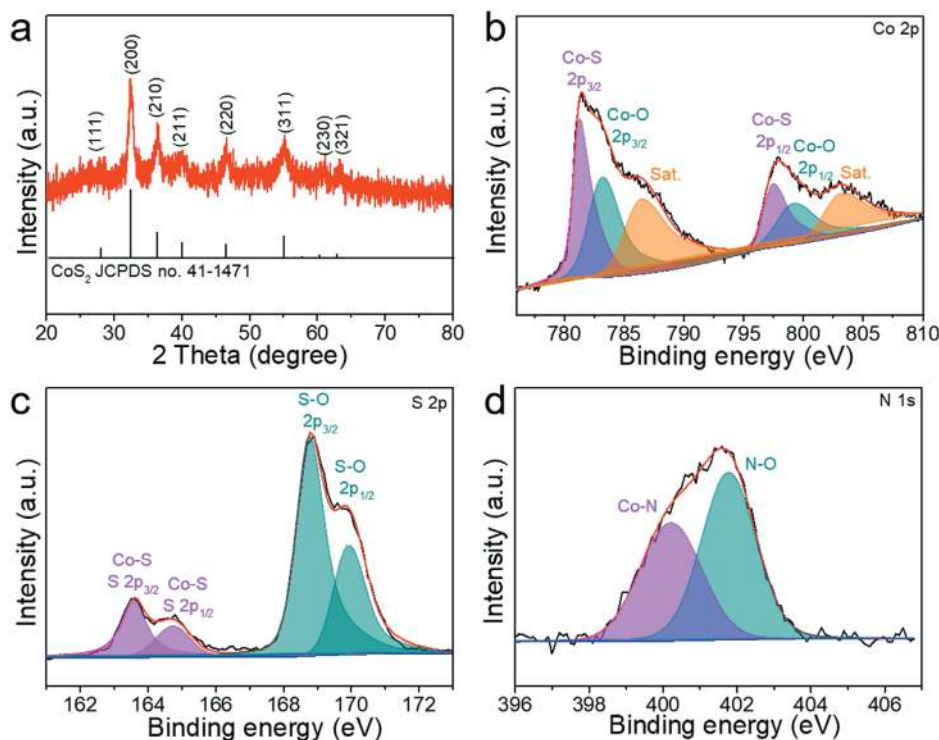 a
Intensity (a.u.)
(111)
(200)
(210)
(211)
(220)
(311)
(230)
(321)
CoS₂ JCPDS no. 41-1471
20 30 40 50 60 70 80
2 Theta (degree)
b
Co 2p
Intensity (a.u.)
Co-S
2p₃/₂
Co-O
2p₃/₂
Sat.
Co-S
2p₁/₂
Co-O
2p₁/₂
Sat.
780 785 790 795 800 805 810
Binding energy (eV)
c
S 2p
Intensity (a.u.)
S-O
2p₃/₂
S-O
2p₁/₂
Co-S
S 2p₃/₂
Co-S
S 2p₁/₂
162 164 166 168 170 172
Binding energy (eV)
d
N 1s
Intensity (a.u.)
Co-N
N-O
396 398 400 402 404 406
Binding energy (eV)